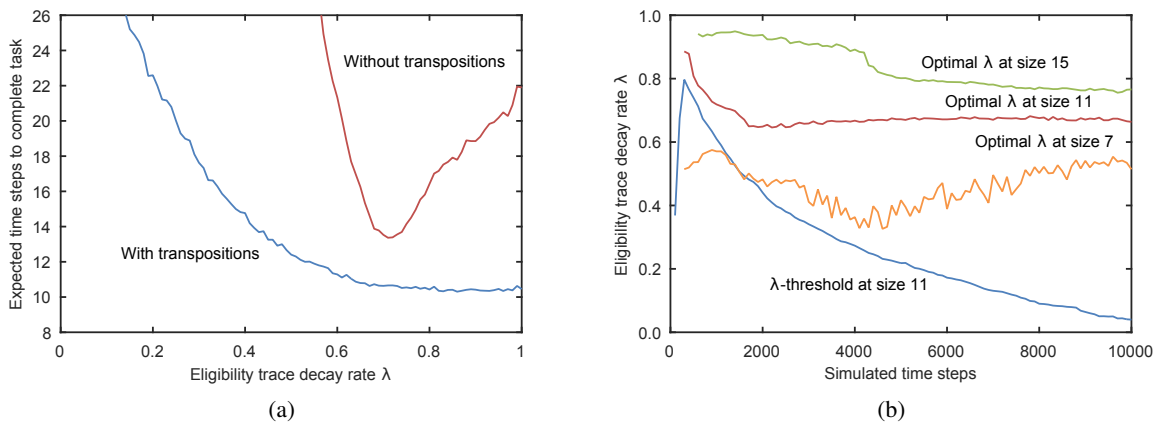 26
24
22
20
18
16
14
12
10
8
Expected time steps to complete task
Without transpositions
With transpositions
0
0.2
0.4
0.6
0.8
1
Eligibility trace decay rate λ
(a)
1.0
0.8
0.6
0.4
0.2
0.0
Eligibility trace decay rate λ
Optimal λ at size 15
Optimal λ at size 11
Optimal λ at size 7
λ-threshold at size 11
0
2000
4000
6000
8000
10000
Simulated time steps
(b)